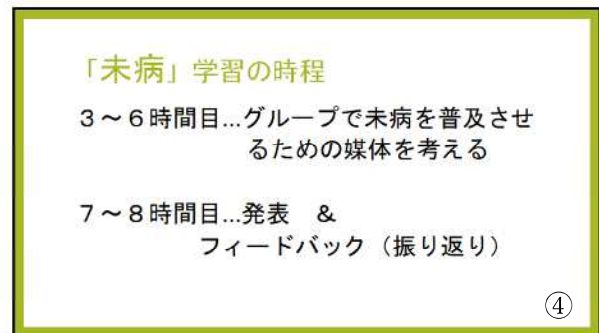 「未病」学習の時程
3~6時間目...グループで未病を普及させ
るための媒体を考える
7~8時間目...発表 &
フィードバック(振り返り)
④